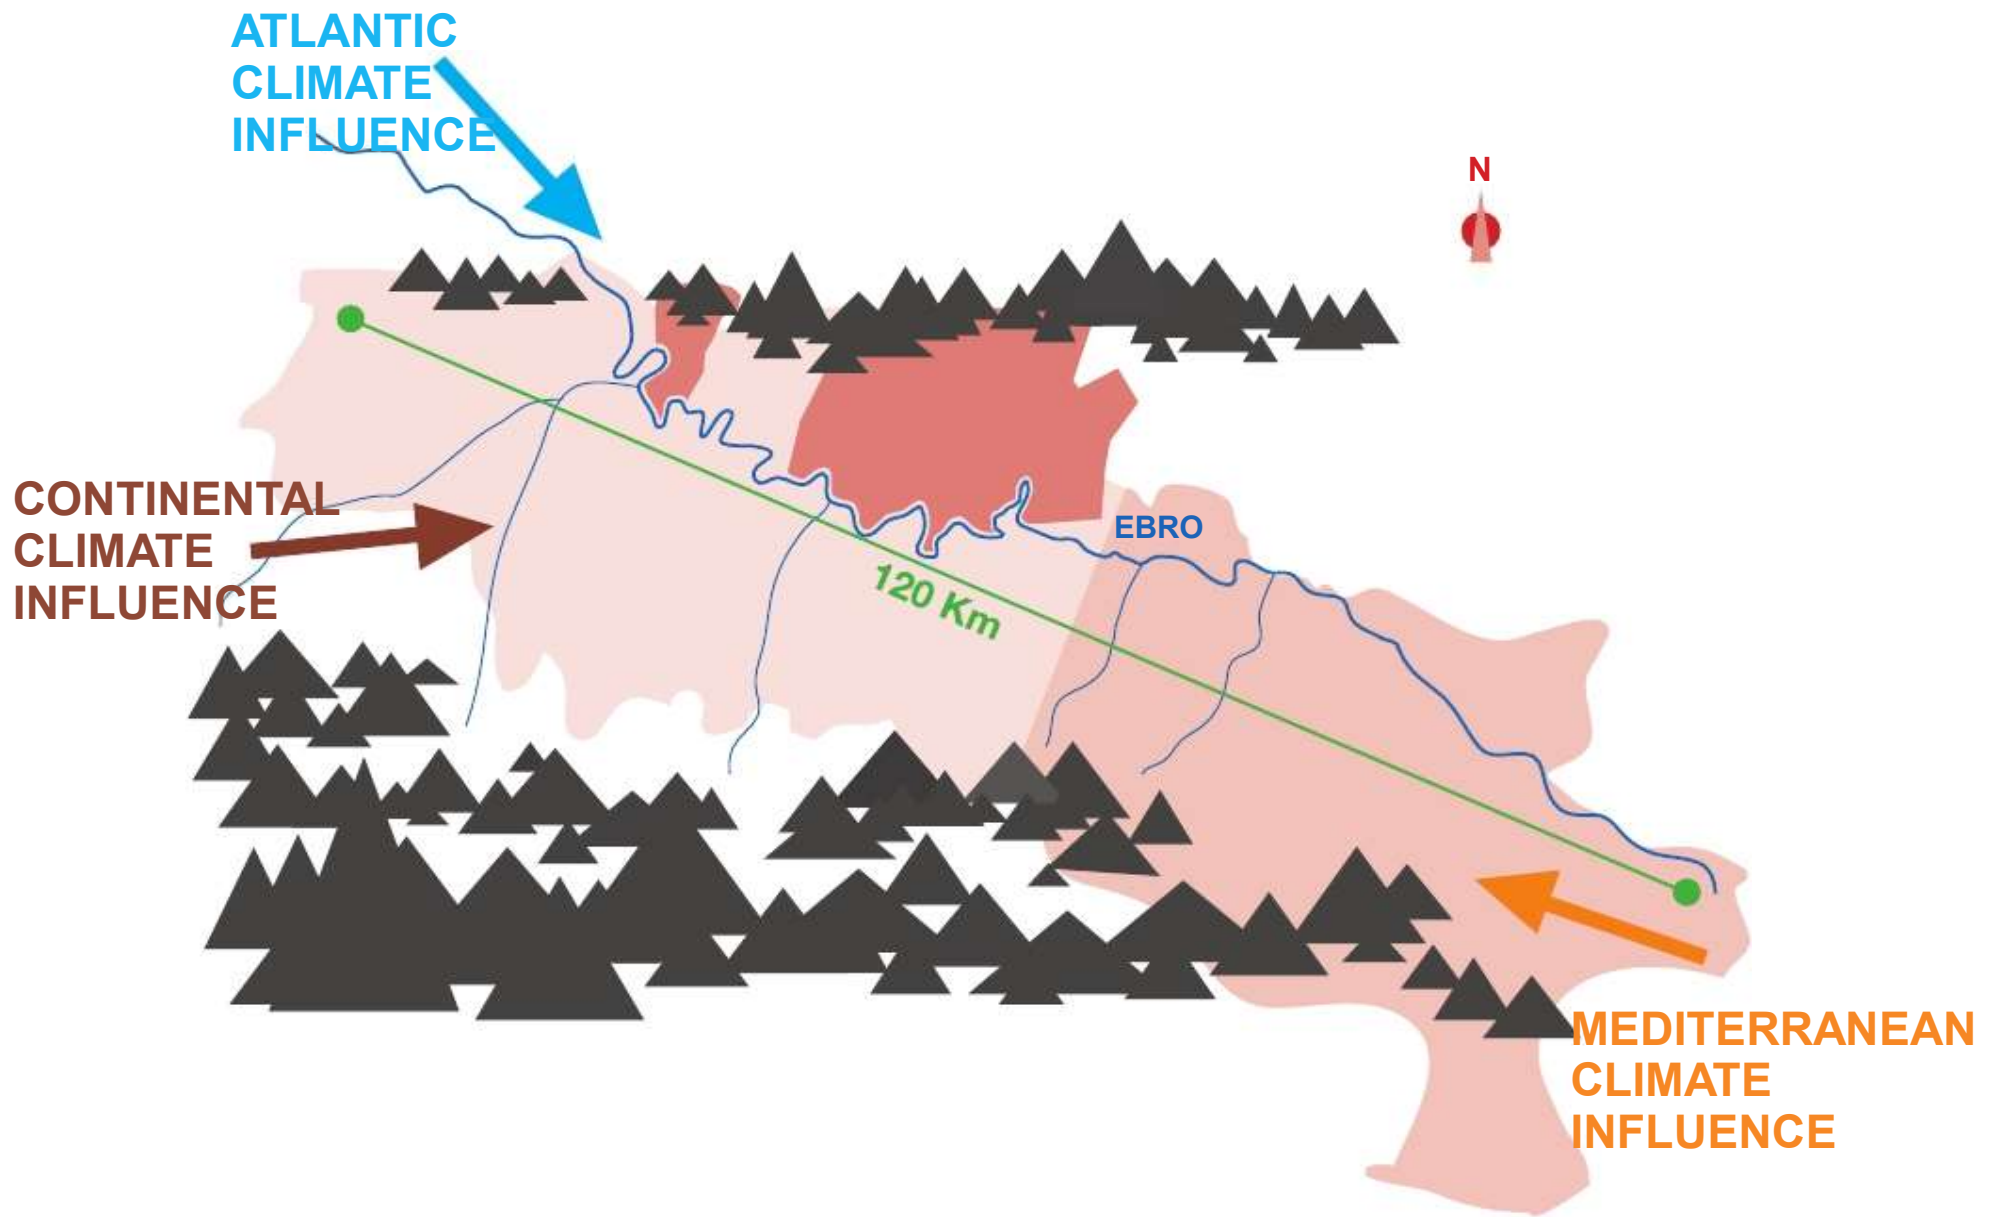 ATLANTIC
CLIMATE
INFLUENCE
N
CONTINENTAL
CLIMATE
INFLUENCE
EBRO
120 Km
MEDITERRANEAN
CLIMATE
INFLUENCE